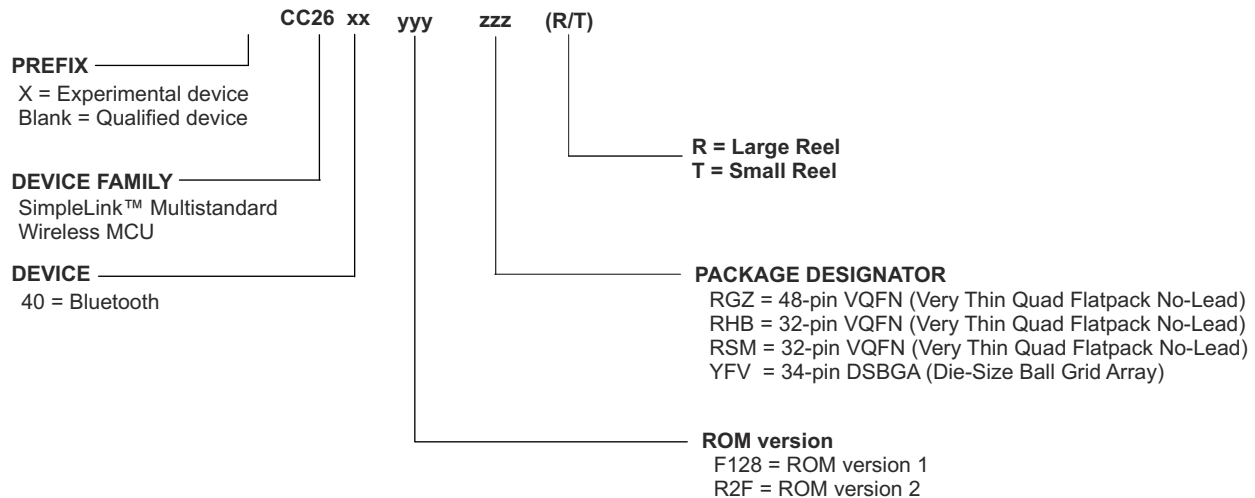 CC26 xx yyy zzz (R/T)
PREFIX
X = Experimental device
Blank = Qualified device
R = Large Reel
T = Small Reel
DEVICE FAMILY
SimpleLink™ Multistandard
Wireless MCU
DEVICE
40 = Bluetooth
PACKAGE DESIGNATOR
RGZ = 48-pin VQFN (Very Thin Quad Flatpack No-Lead)
RHB = 32-pin VQFN (Very Thin Quad Flatpack No-Lead)
RSM = 32-pin VQFN (Very Thin Quad Flatpack No-Lead)
YFV = 34-pin DSBGA (Die-Size Ball Grid Array)
ROM version
F128 = ROM version 1
R2F = ROM version 2